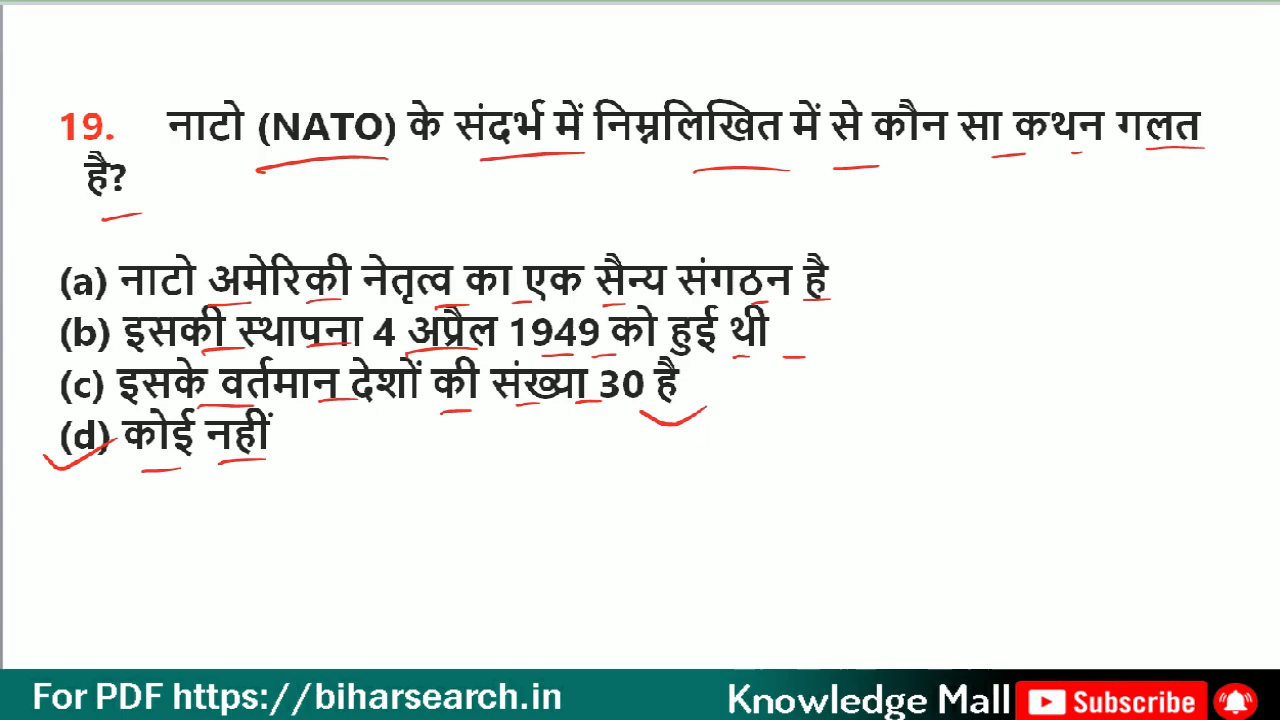 19. नाटो (NATO) के संदर्भ में निम्नलिखित में से कौन सा कथन गलत
है?
(a) नाटो अमेरिकी नेतृत्व का एक सैन्य संगठन है
(b) इसकी स्थापना 4 अप्रैल 1949 को हुई थी
(c) इसके वर्तमान देशों की संख्या 30 है
(d) कोई नहीं
For PDF https://biharsearch.in
Knowledge Mall Subscribe